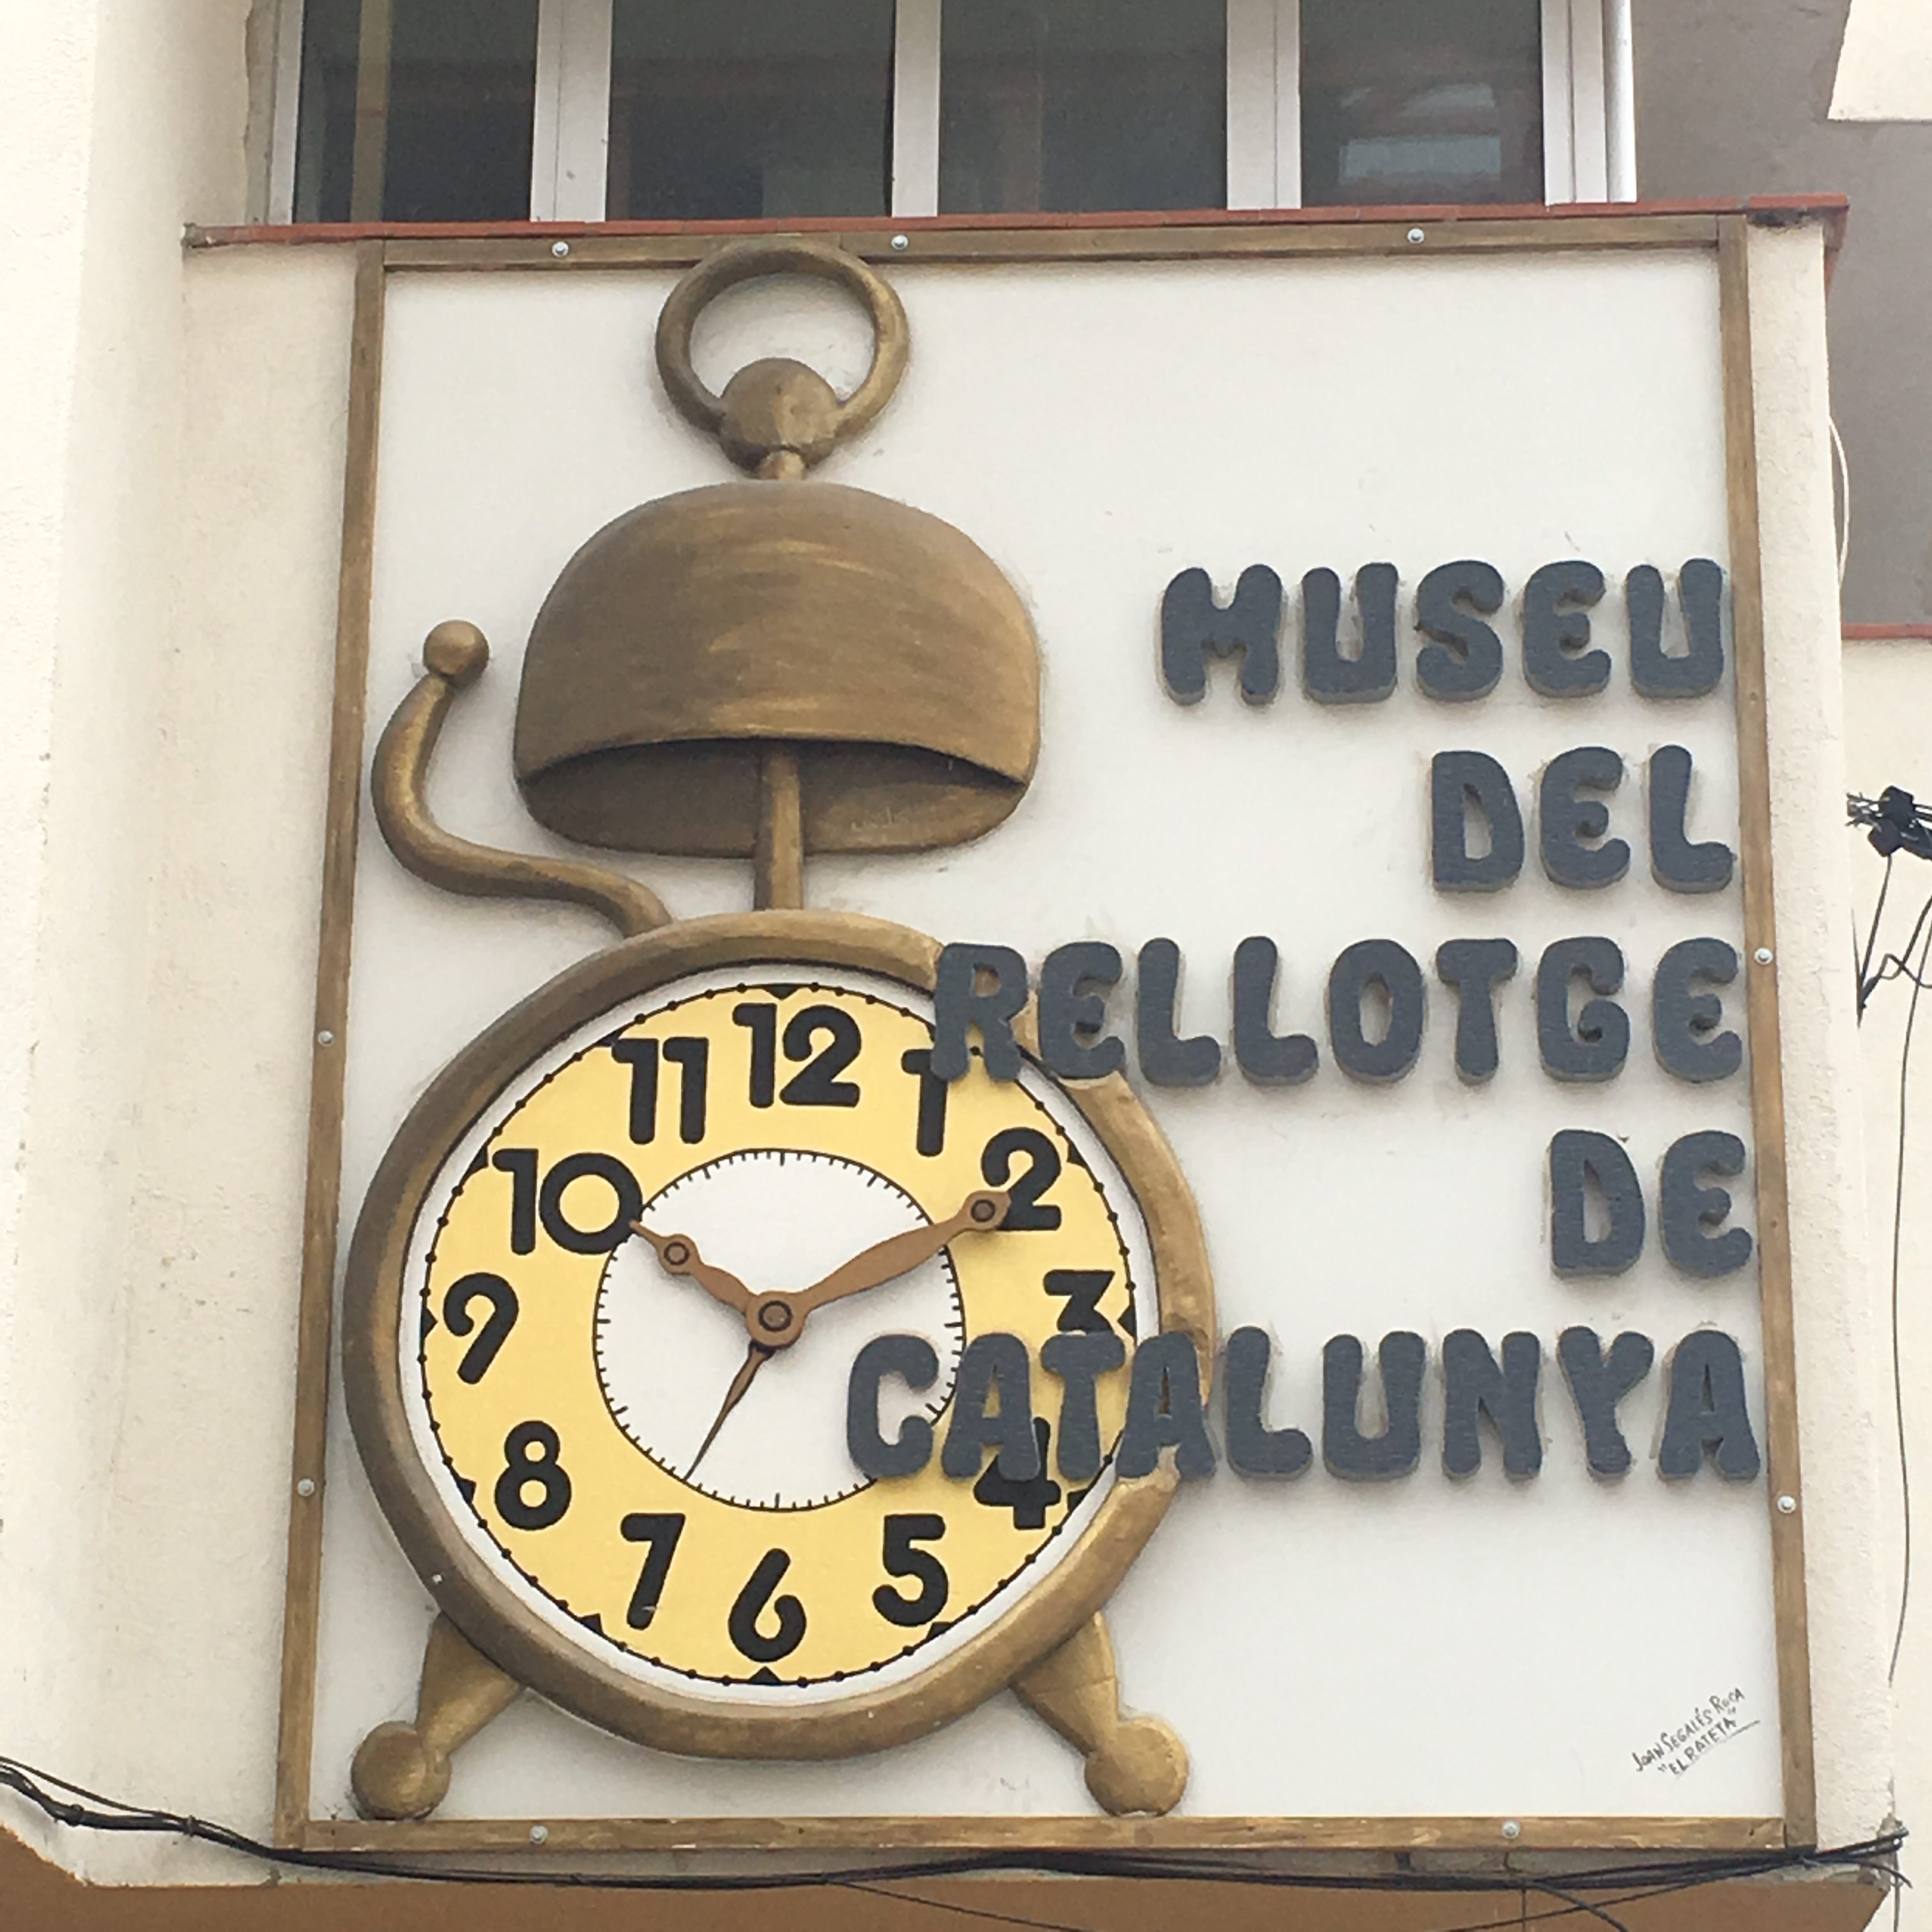 MUSEU
DEL
RELLOTGE
DE
CATALUNYA
12
11
1
10
2
9
3
8
4
7
5
6
JOAN SEGALÉS ROCA
"EL RATETA"